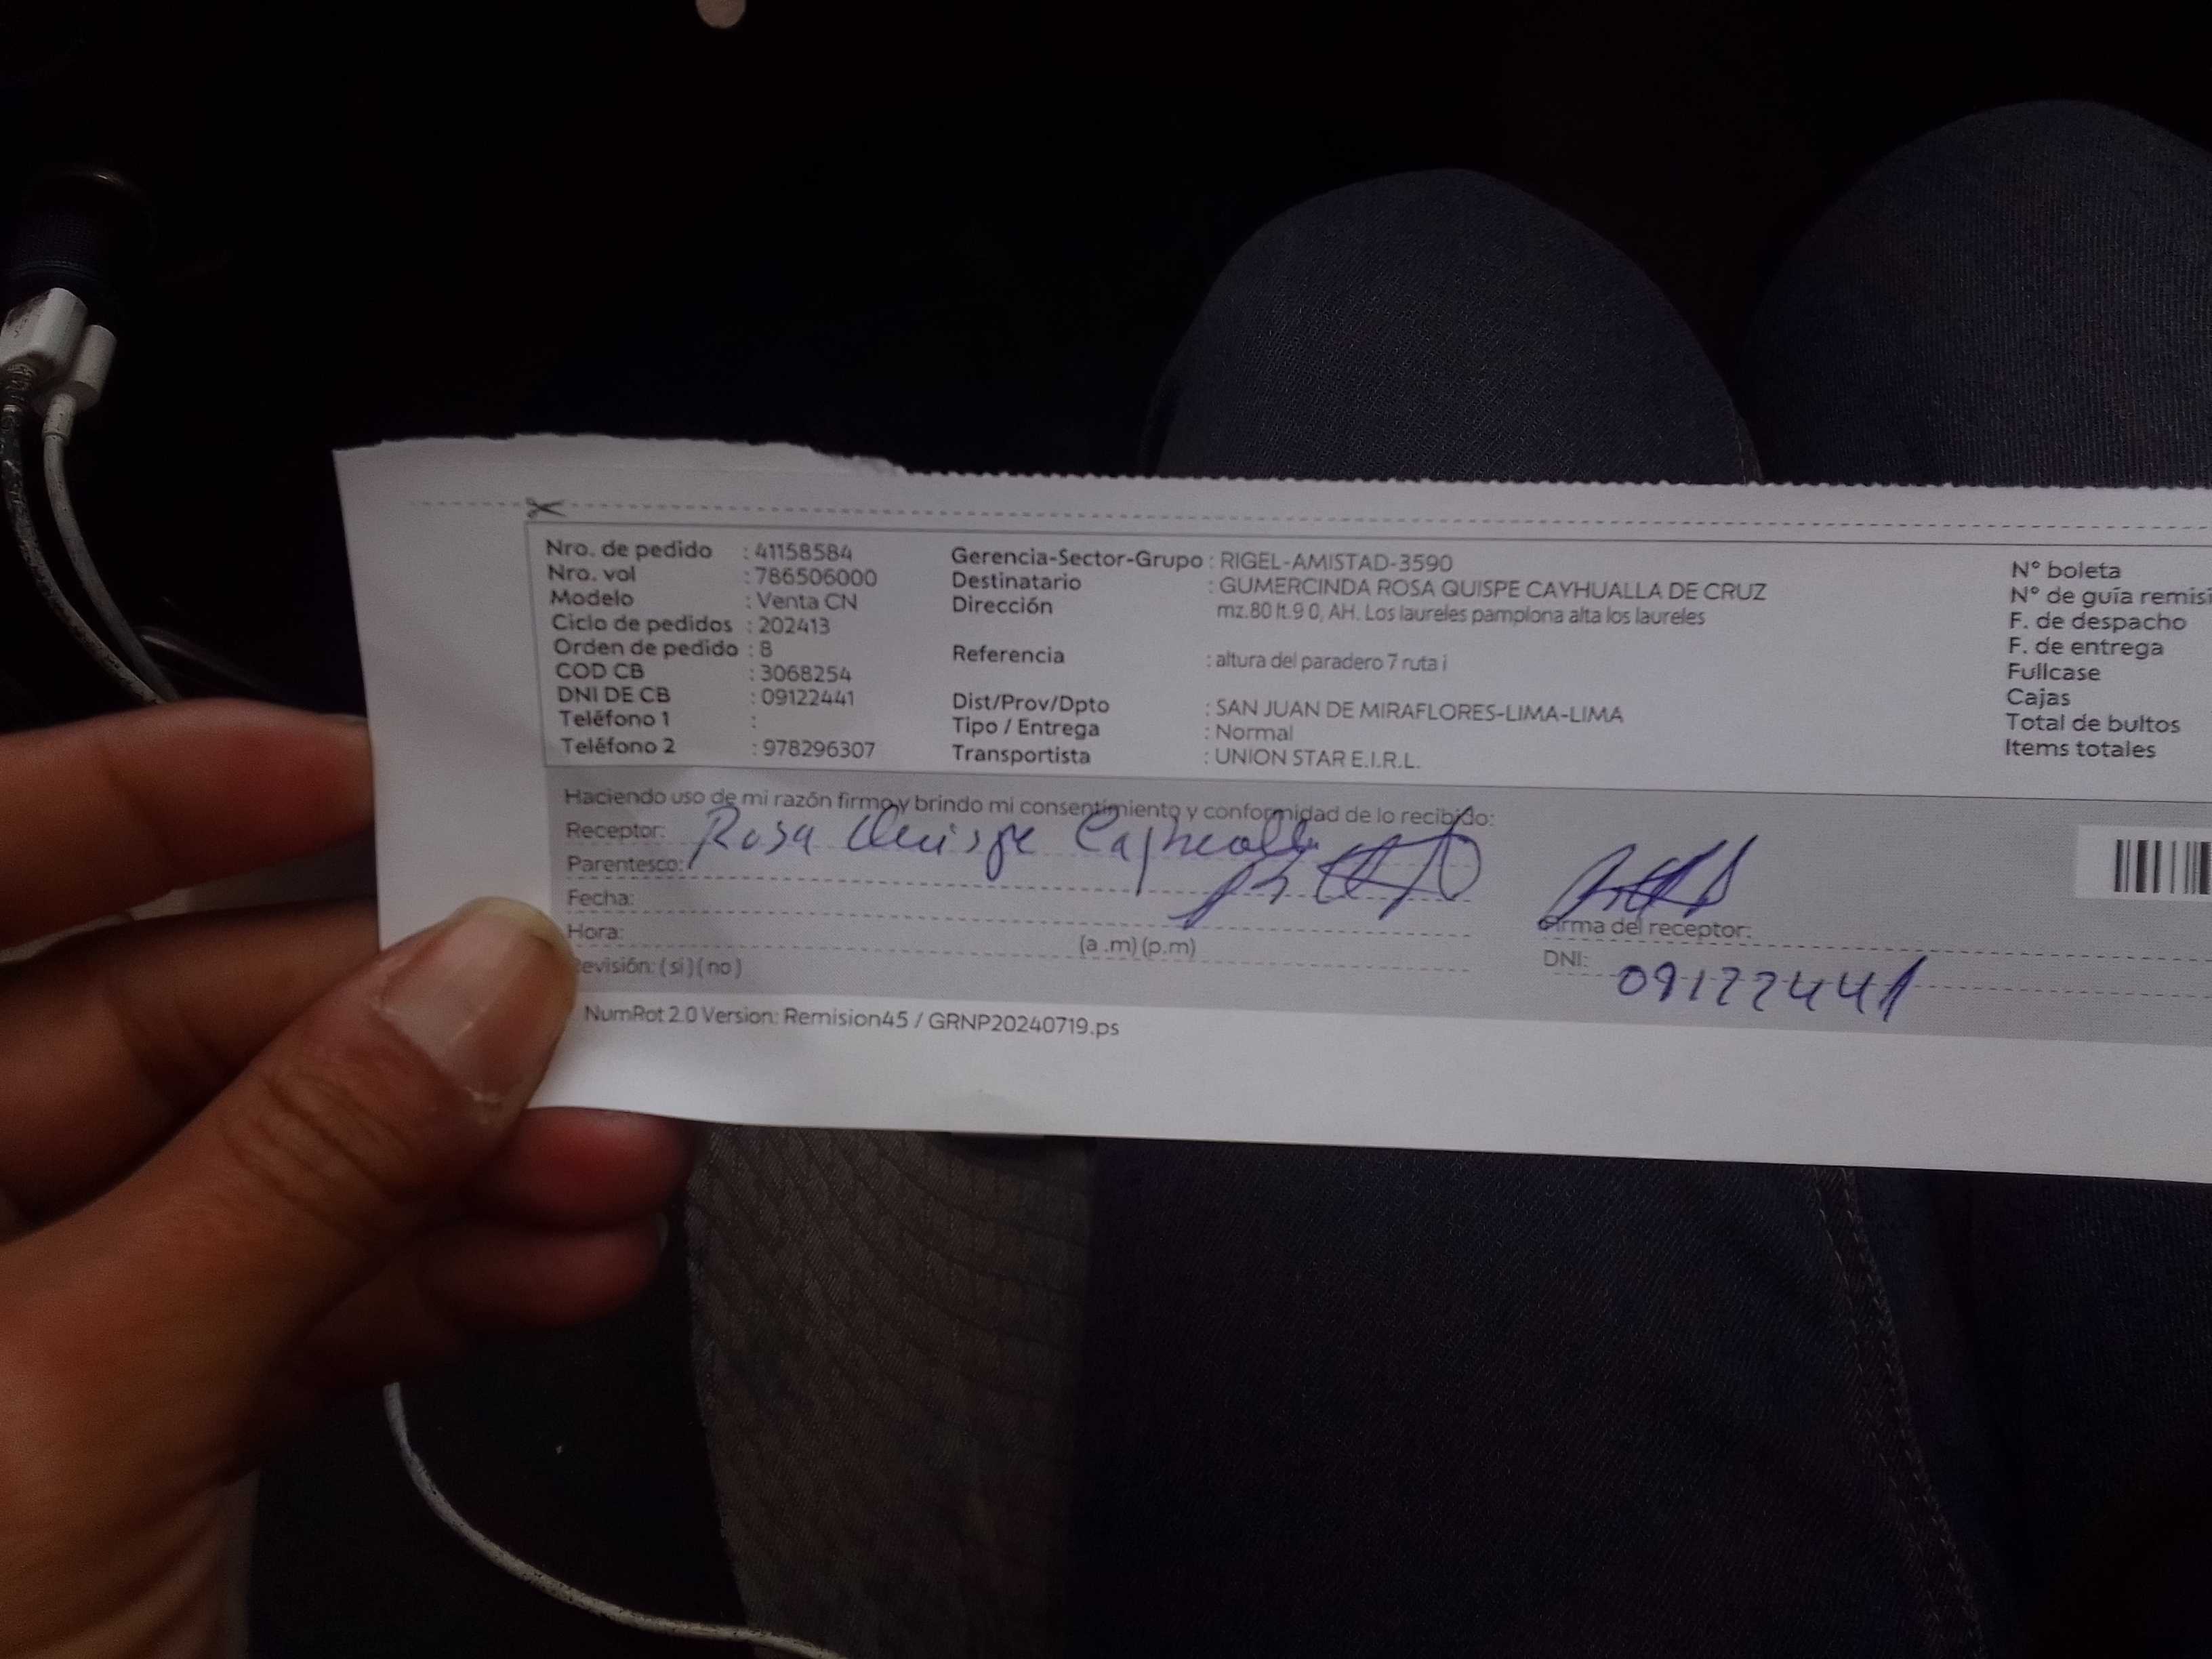 Nro. de pedido : 41158584
Nro. vol : 786506000
Modelo : Venta CN
Ciclo de pedidos : 202413
Orden de pedido : 8
COD CB : 3068254
DNI DE CB : 09122441
Teléfono 1 :
Teléfono 2 : 978296307
Gerencia-Sector-Grupo : RIGEL-AMISTAD-3590
Destinatario : GUMERCINDA ROSA QUISPE CAYHUALLA DE CRUZ
Dirección mz.80 lt.9 0, AH. Los laureles pamplona alta los laureles
Referencia : altura del paradero 7 ruta i
Dist/Prov/Dpto : SAN JUAN DE MIRAFLORES-LIMA-LIMA
Tipo / Entrega : Normal
Transportista : UNION STAR E.I.R.L.
N° boleta
N° de guía remisi
F. de despacho
F. de entrega
Fullcase
Cajas
Total de bultos
Items totales
Haciendo uso de mi razón firmo y brindo mi consentimiento y conformidad de lo recibido:
Receptor: Rosa Quispe Cayhualla
Parentesco:
Fecha:
Hora: (a .m) (p.m)
Revisión: ( si ) ( no )
Firma del receptor:
DNI: 09122441
NumRot 2.0 Version: Remision45 / GRNP20240719.ps